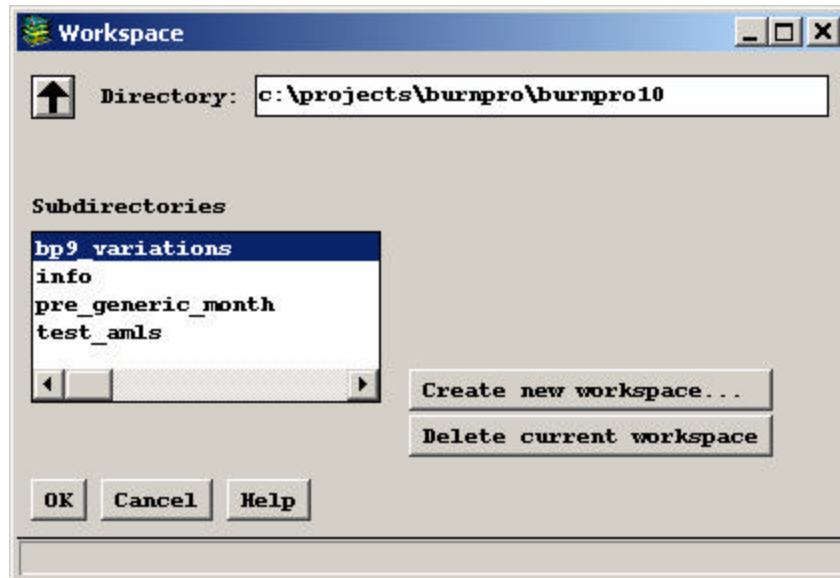 Workspace
Directory: c:\projects\burnpro\burnpro10
Subdirectories
bp9_variations
info
pre_generic_month
test_amls
Create new workspace...
Delete current workspace
OK Cancel Help